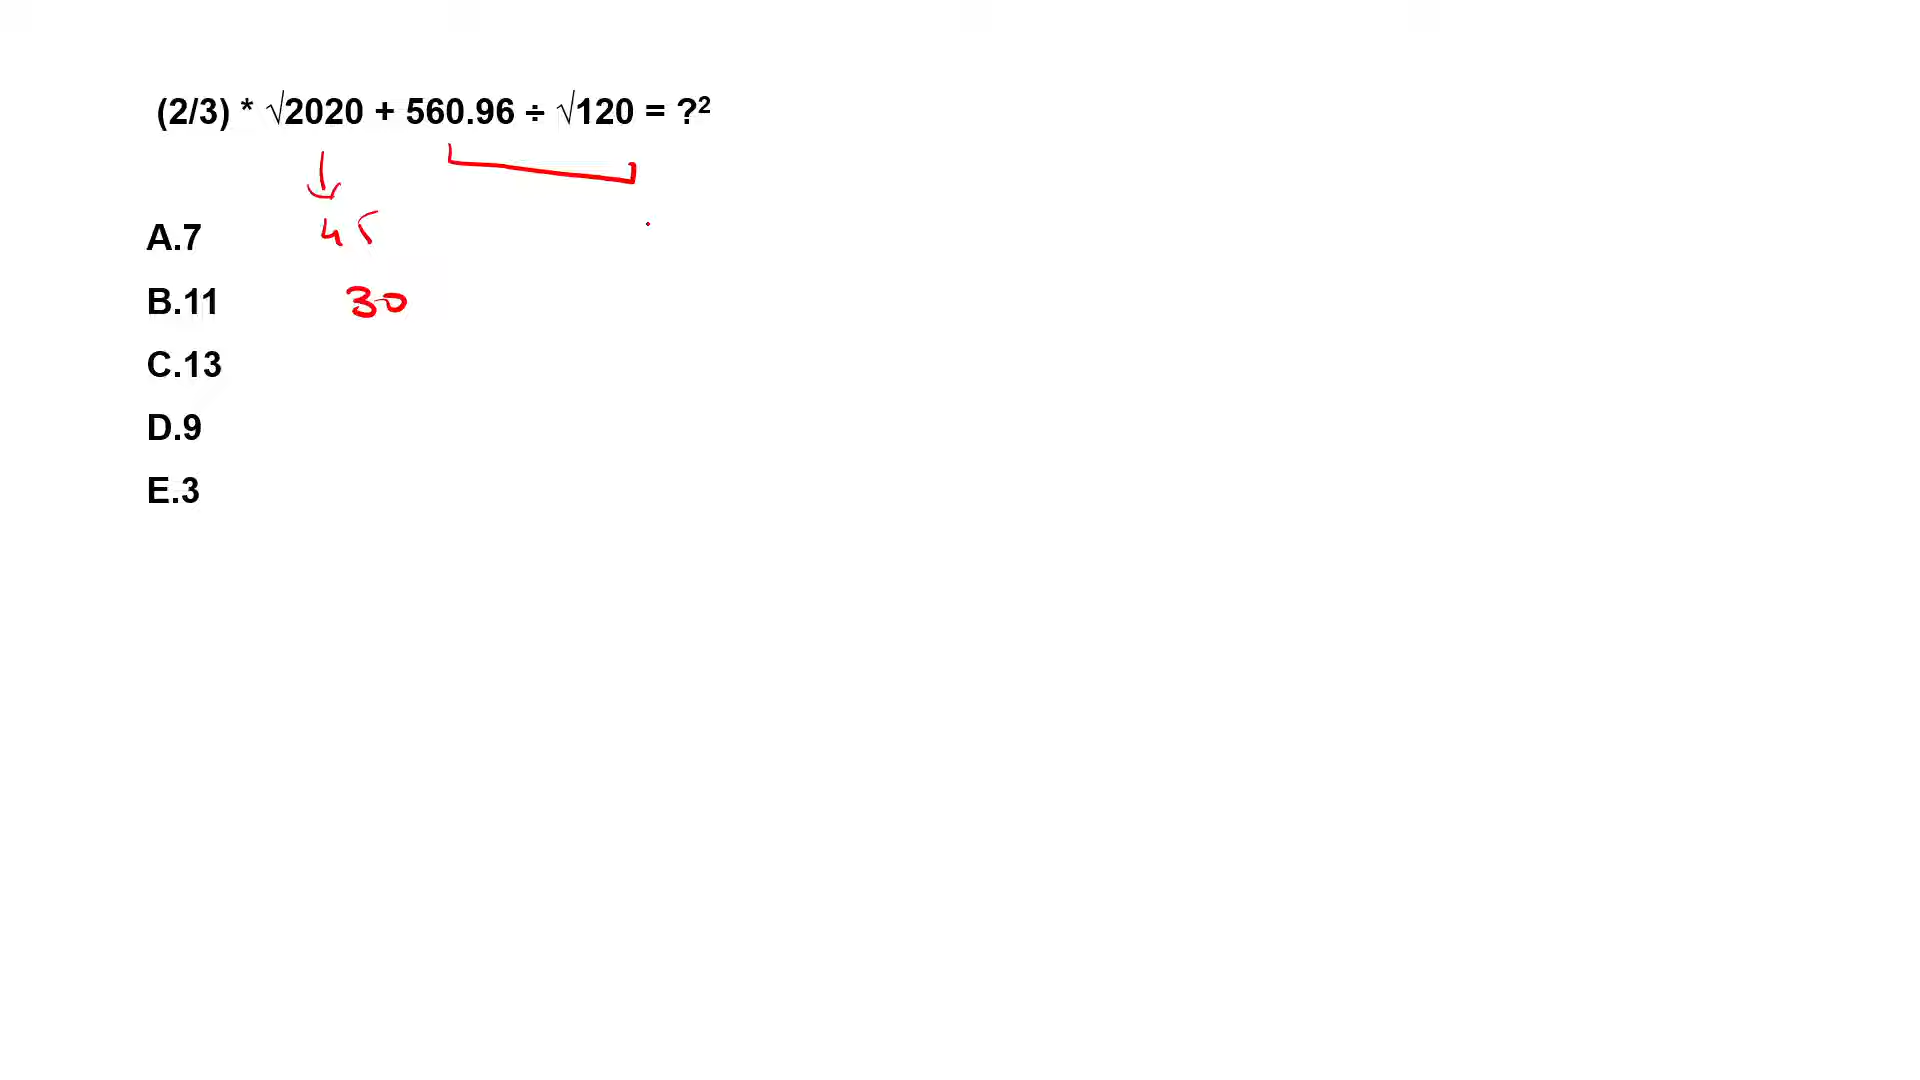 (2/3) * √2020 + 560.96 ÷ √120 = ?²
A.7
45
B.11
30
C.13
D.9
E.3